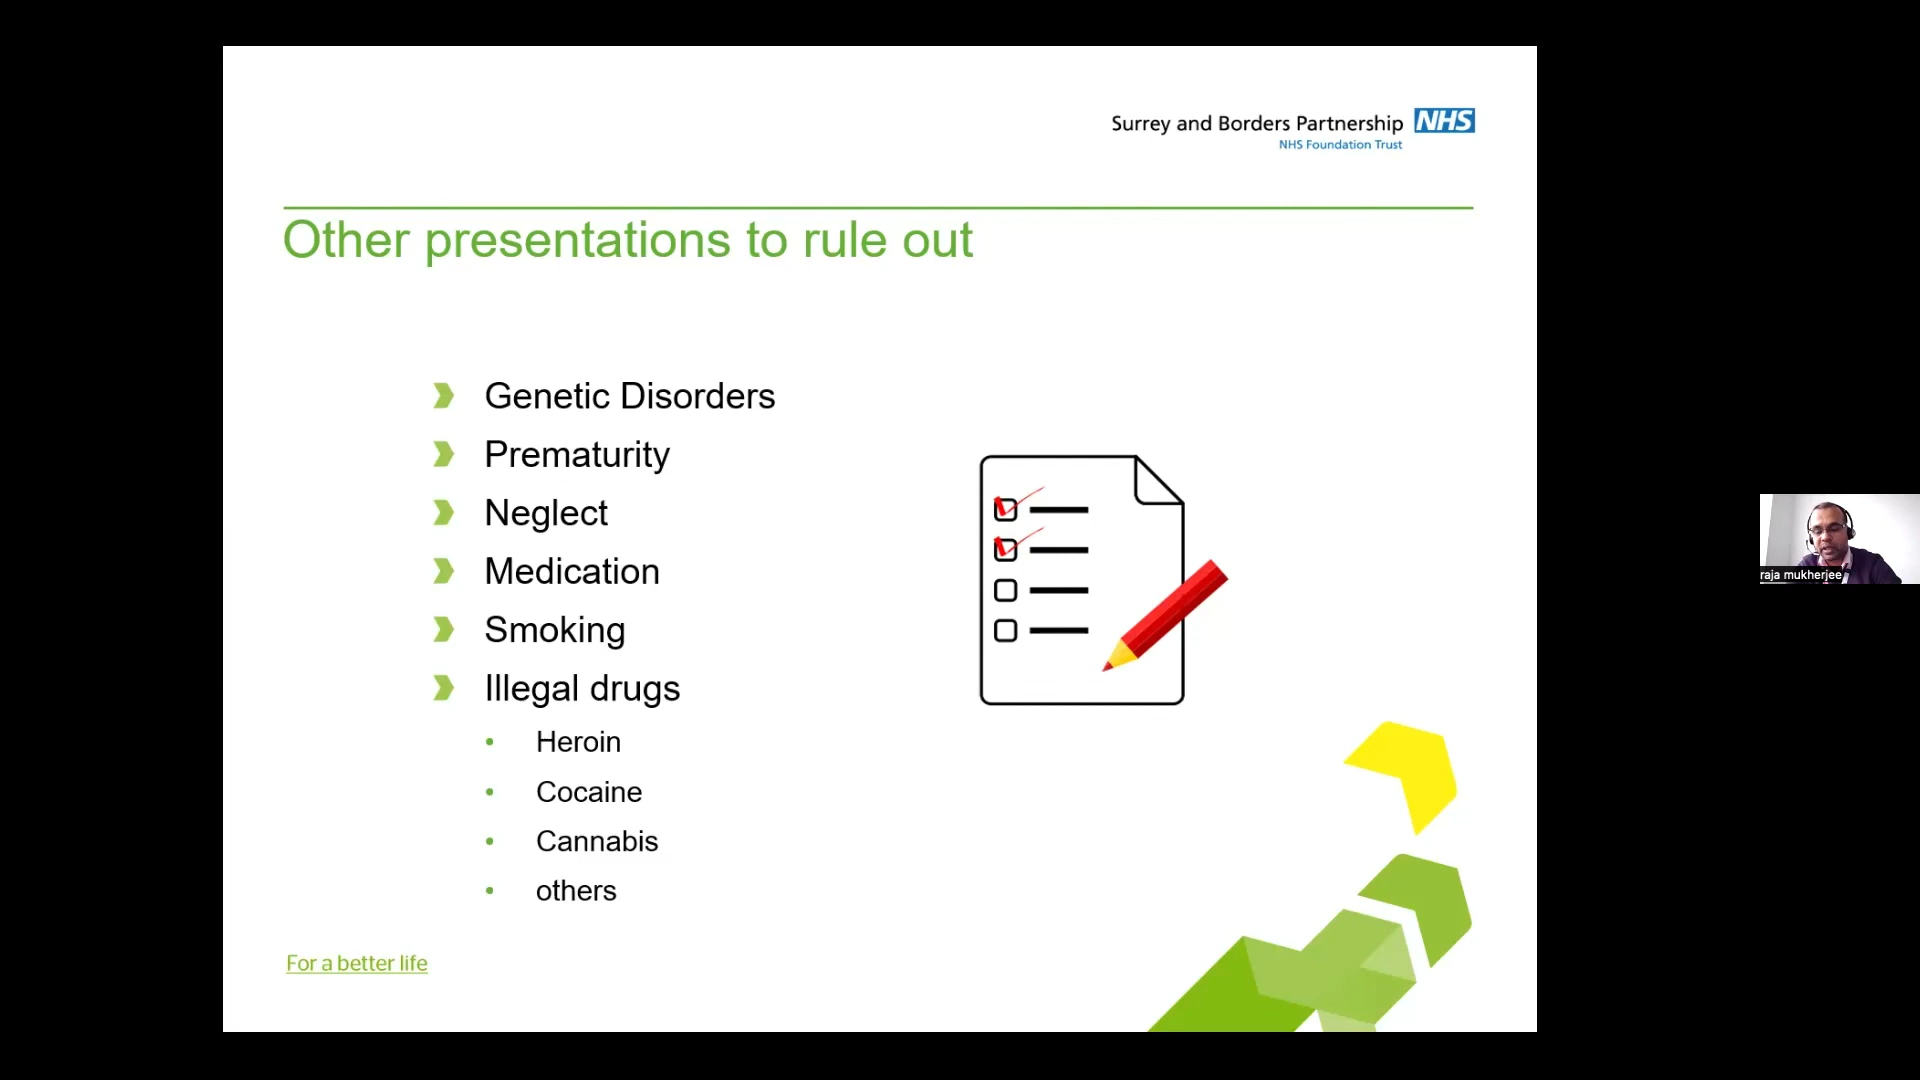 Surrey and Borders Partnership NHS
NHS Foundation Trust
Other presentations to rule out
Genetic Disorders
Prematurity
Neglect
Medication
Smoking
Illegal drugs
Heroin
Cocaine
Cannabis
others
For a better life
raja mukherjee